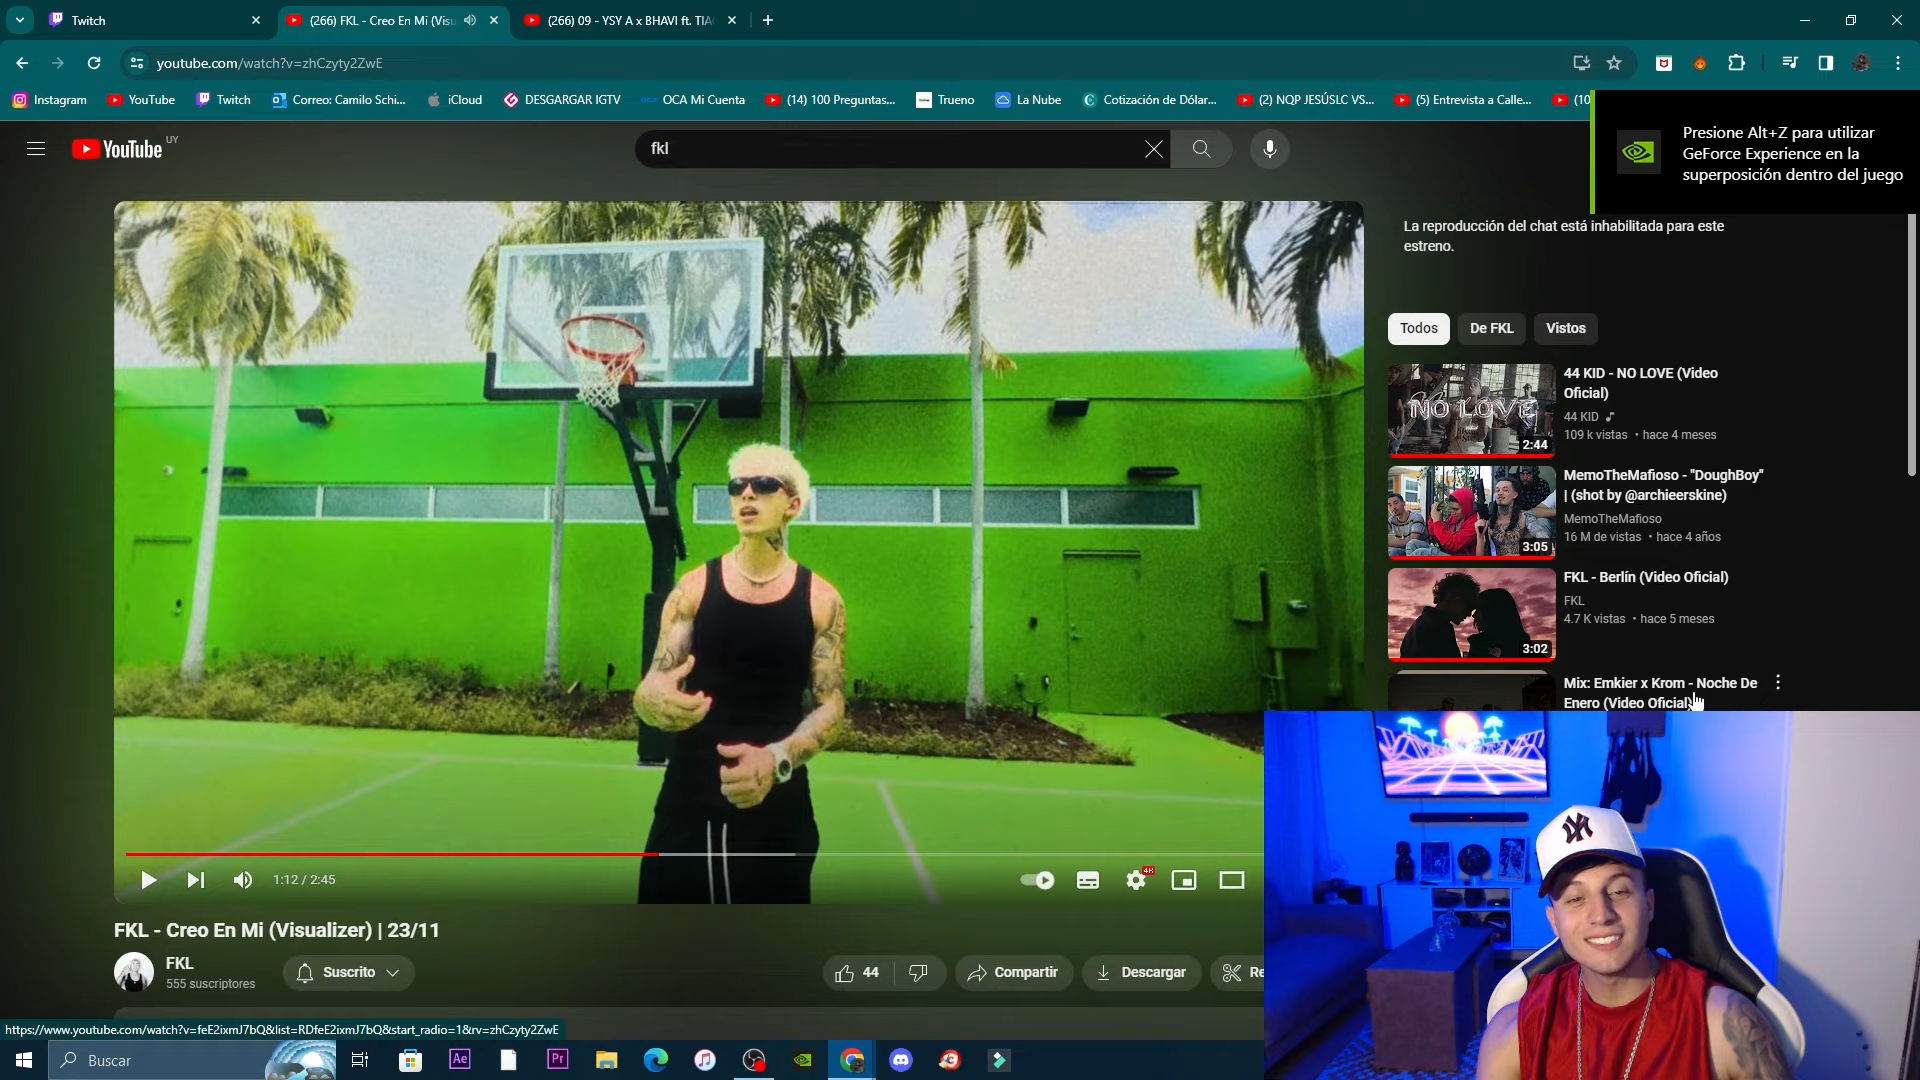 Twitch
(266) FKL - Creo En Mi (Visu
(266) 09 - YSY A x BHAVI ft. TIA
youtube.com/watch?v=zhCzyty2ZwE
Instagram
YouTube
Twitch
Correo: Camilo Schi...
iCloud
DESGARGAR IGTV
OCA Mi Cuenta
(14) 100 Preguntas...
Trueno
La Nube
Cotización de Dólar...
(2) NQP JESÚSLC VS...
(5) Entrevista a Calle...
(10
Presione Alt+Z para utilizar
GeForce Experience en la
superposición dentro del juego
YouTube UY
fkl
La reproducción del chat está inhabilitada para este
estreno.
Todos
De FKL
Vistos
NO LOVE
2:44
44 KID - NO LOVE (Video
Oficial)
44 KID
109 k vistas • hace 4 meses
3:05
MemoTheMafioso - "DoughBoy"
| (shot by @archieerskine)
MemoTheMafioso
16 M de vistas • hace 4 años
3:02
FKL - Berlín (Video Oficial)
FKL
4.7 K vistas • hace 5 meses
Mix: Emkier x Krom - Noche De
Enero (Video Oficial)
1:12 / 2:45
4K
FKL - Creo En Mi (Visualizer) | 23/11
FKL
555 suscriptores
Suscrito
44
Compartir
Descargar
Re
https://www.youtube.com/watch?v=feE2ixmJ7bQ&list=RDfeE2ixmJ7bQ&start_radio=1&rv=zhCzyty2ZwE
Buscar
Ae
Pr